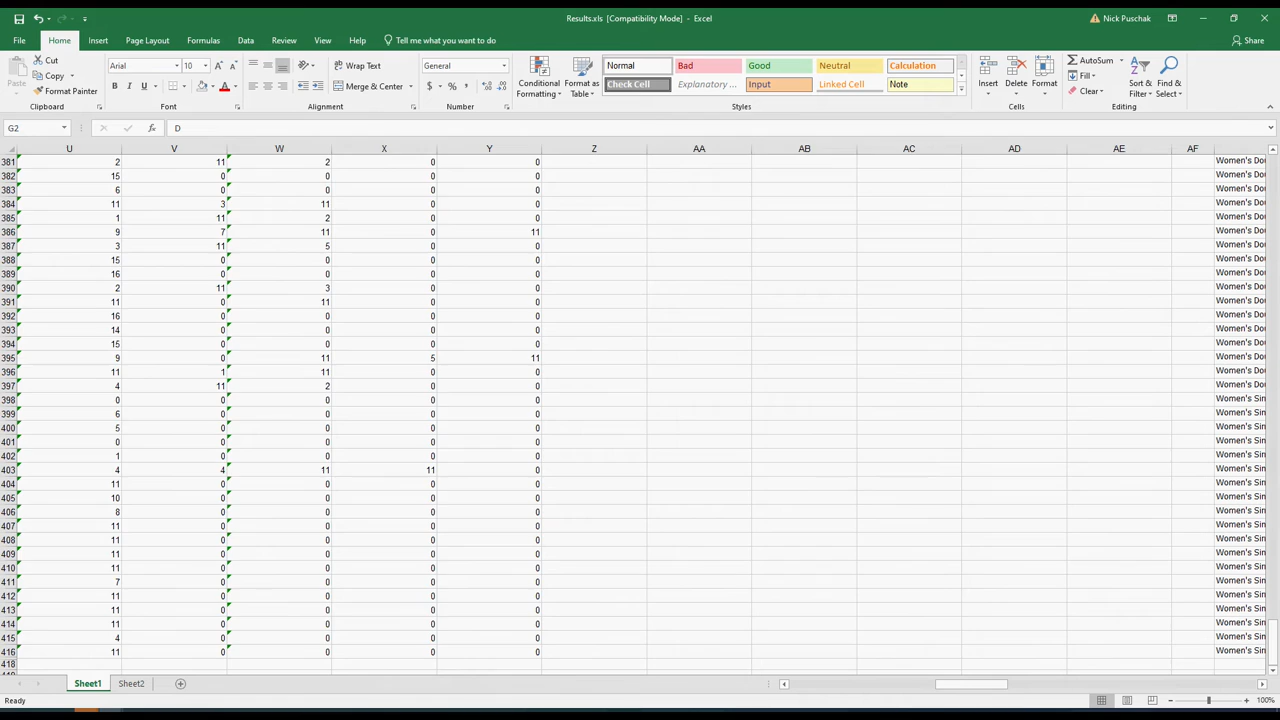 Results.xls [Compatibility Mode] - Excel
Nick Puschak
File Home Insert Page Layout Formulas Data Review View Help Tell me what you want to do Share
Paste Cut Copy Format Painter Clipboard
Arial 10 A A B I U A Font
Wrap Text Merge & Center Alignment
General $ % , Number
Conditional Formatting Format as Table
Normal Bad Good Neutral Calculation
Check Cell Explanatory ... Input Linked Cell Note
Styles
Insert Delete Format Cells
AutoSum Fill Clear Sort & Filter Find & Select Editing
G2 fx D
U V W X Y Z AA AB AC AD AE AF
381 2 11 2 0 0 Women's Dou
382 15 0 0 0 0 Women's Dou
383 6 0 0 0 0 Women's Dou
384 11 3 11 0 0 Women's Dou
385 1 11 2 0 0 Women's Dou
386 9 7 11 0 11 Women's Dou
387 3 11 5 0 0 Women's Dou
388 15 0 0 0 0 Women's Dou
389 16 0 0 0 0 Women's Dou
390 2 11 3 0 0 Women's Dou
391 11 0 11 0 0 Women's Dou
392 16 0 0 0 0 Women's Dou
393 14 0 0 0 0 Women's Dou
394 15 0 0 0 0 Women's Dou
395 9 0 11 5 11 Women's Dou
396 11 1 11 0 0 Women's Dou
397 4 11 2 0 0 Women's Dou
398 0 0 0 0 0 Women's Sin
399 6 0 0 0 0 Women's Sin
400 5 0 0 0 0 Women's Sin
401 0 0 0 0 0 Women's Sin
402 1 0 0 0 0 Women's Sin
403 4 4 11 11 0 Women's Sin
404 11 0 0 0 0 Women's Sin
405 10 0 0 0 0 Women's Sin
406 8 0 0 0 0 Women's Sin
407 11 0 0 0 0 Women's Sin
408 11 0 0 0 0 Women's Sin
409 11 0 0 0 0 Women's Sin
410 11 0 0 0 0 Women's Sin
411 7 0 0 0 0 Women's Sin
412 11 0 0 0 0 Women's Sin
413 11 0 0 0 0 Women's Sin
414 11 0 0 0 0 Women's Sin
415 4 0 0 0 0 Women's Sin
416 11 0 0 0 0 Women's Sin
418
Sheet1 Sheet2
Ready 100%